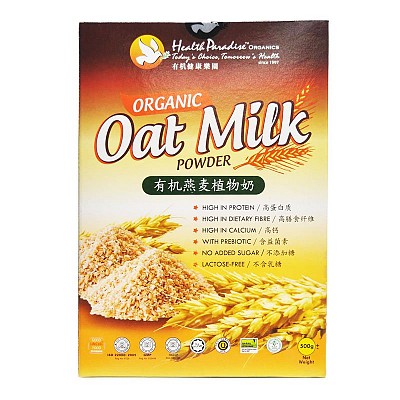 Health Paradise™ ORGANICS
Today's Choice, Tomorrow's Health
since 1997
有机健康樂園
ORGANIC
Oat Milk
POWDER
有机燕麦植物奶
HIGH IN PROTEIN / 高蛋白质
HIGH IN DIETARY FIBRE / 高膳食纤维
HIGH IN CALCIUM / 高钙
WITH PREBIOTIC / 含益菌素
NO ADDED SUGAR / 不添加糖
LACTOSE-FREE / 不含乳糖
500g ±
Net
Weight